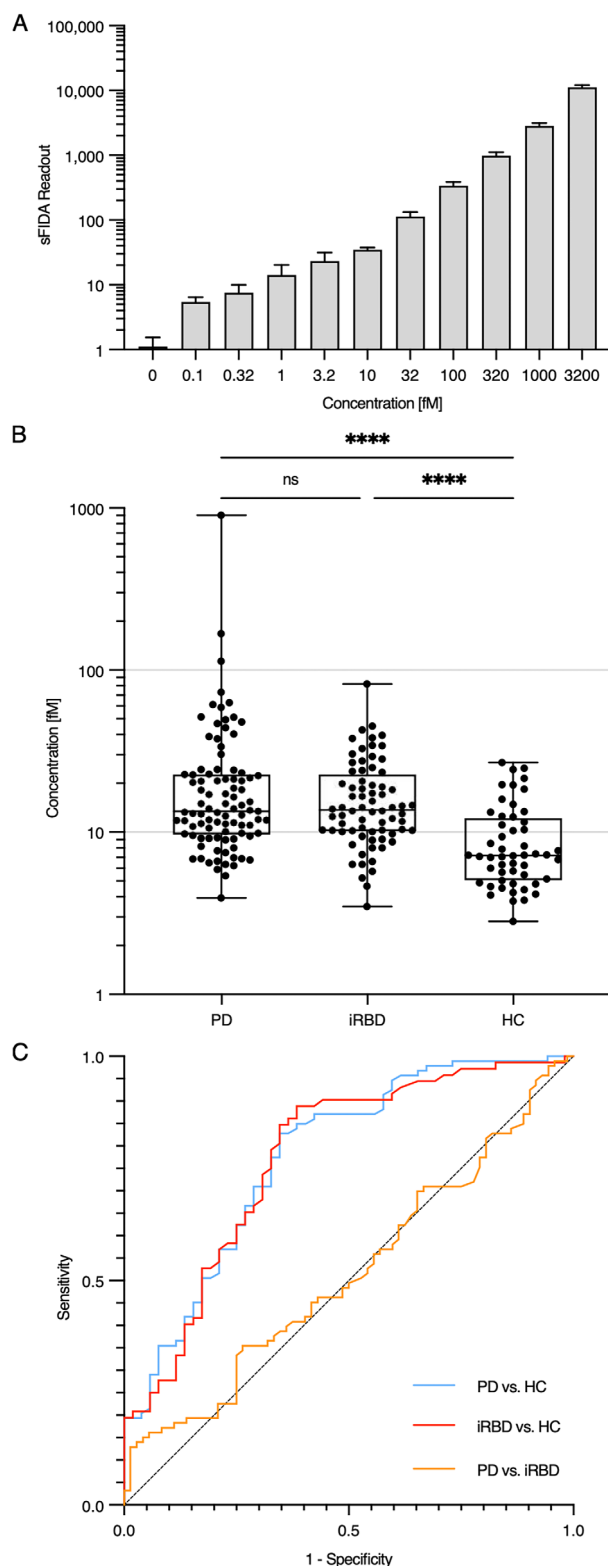 A
100,000
10,000
1,000
100
10
1
sFIDA Readout
0 0.1 0.32 1 3.2 10 32 100 320 1000 3200
Concentration [fM]
B
****
ns ****
1000
100
10
1
Concentration [fM]
PD iRBD HC
C
1.0
0.5
0.0
Sensitivity
PD vs. HC
iRBD vs. HC
PD vs. iRBD
0.0 0.5 1.0
1 - Specificity